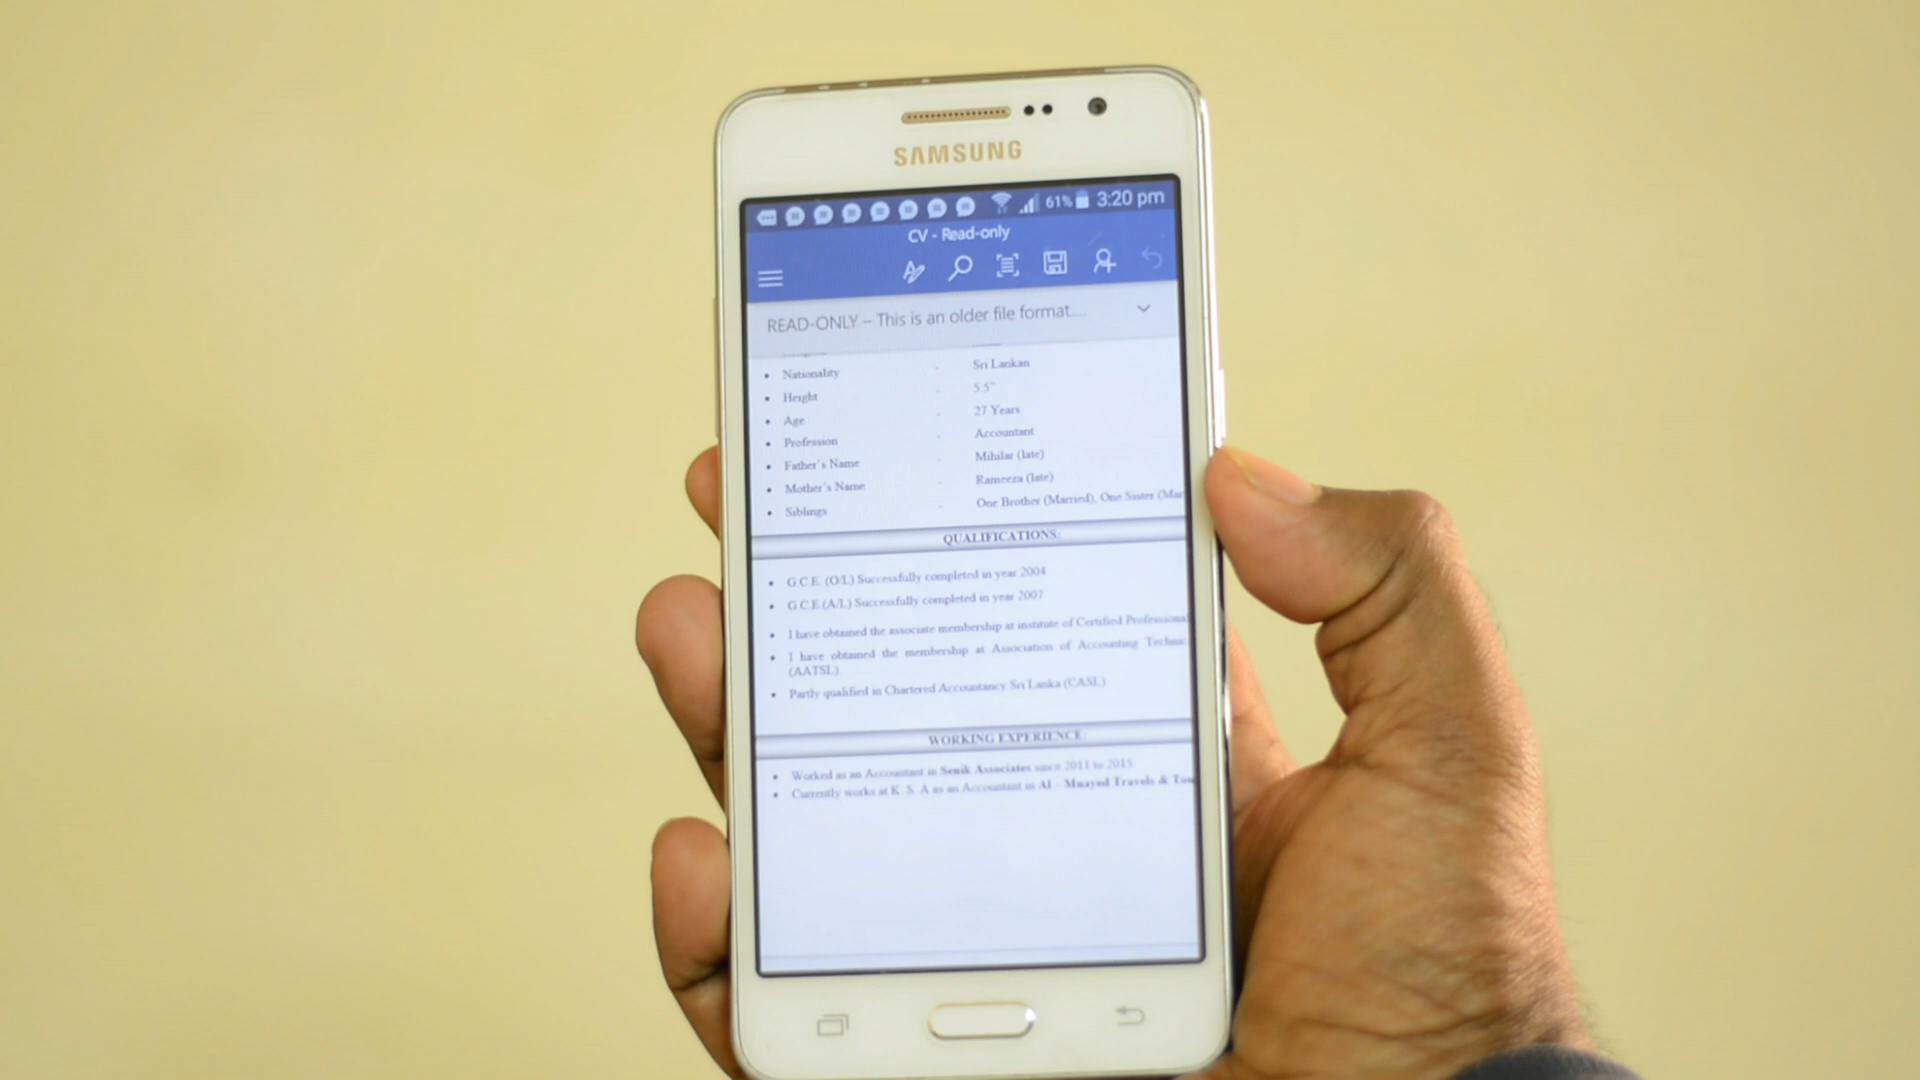 SAMSUNG
61% 3:20 pm
CV - Read-only
READ-ONLY – This is an older file format....
• Nationality - Sri Lankan
• Height - 5.5"
• Age - 27 Years
• Profession - Accountant
• Father's Name - Mihilar (late)
• Mother's Name - Rameeza (late)
• Siblings - One Brother (Married), One Sister (Mar
QUALIFICATIONS:
• G.C.E. (O/L) Successfully completed in year 2004
• G.C.E.(A/L) Successfully completed in year 2007
• I have obtained the associate membership at institute of Certified Professional
• I have obtained the membership at Association of Accounting Technic
(AATSL).
• Partly qualified in Chartered Accountancy Sri Lanka (CASL)
WORKING EXPERIENCE:
• Worked as an Accountant in Senik Associates since 2011 to 2015
• Currently works at K. S. A as an Accountant in Al – Muayed Travels & Tou